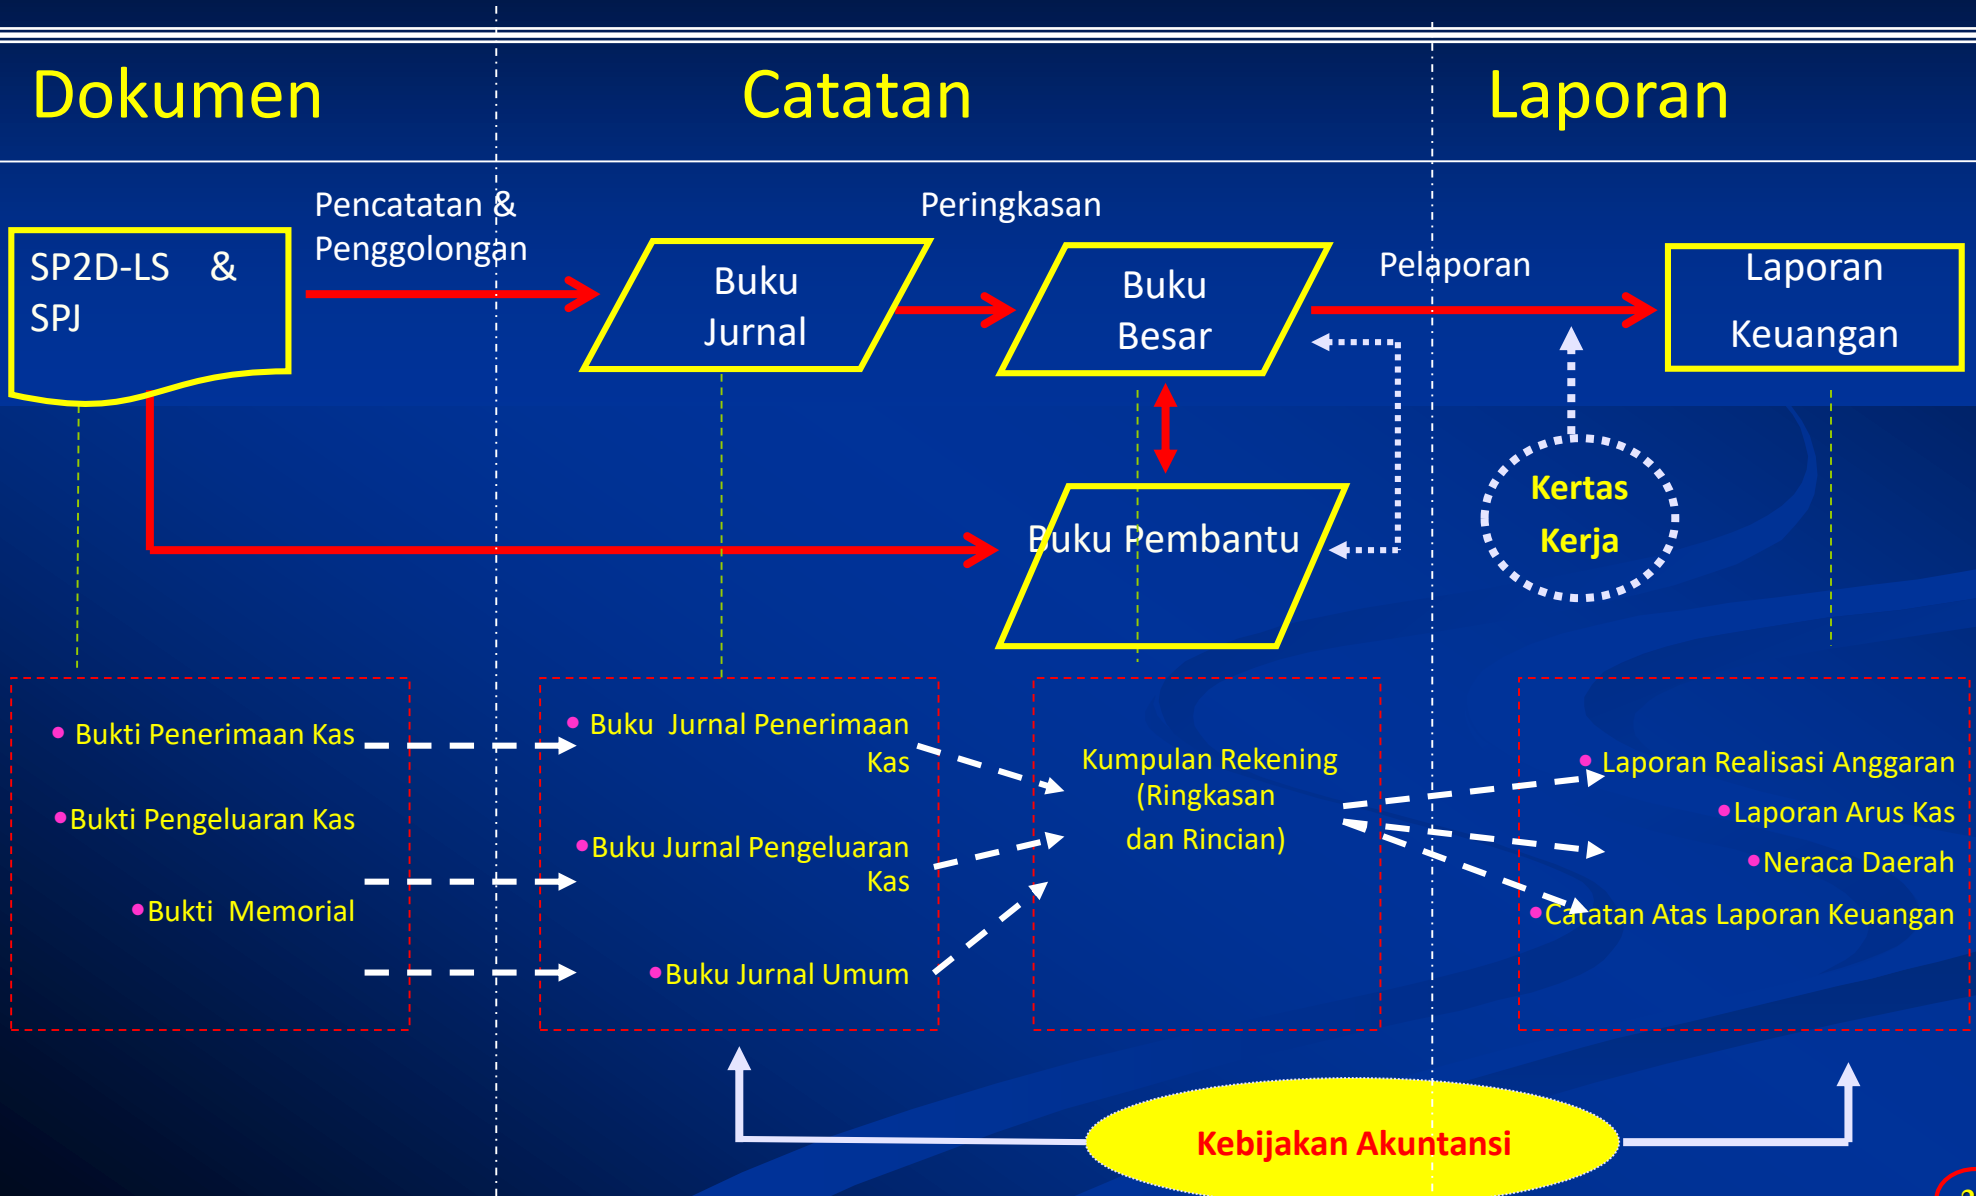 Dokumen
Catatan
Laporan
Pencatatan &
Penggolongan
Peringkasan
Pelaporan
SP2D-LS &
SPJ
Buku
Jurnal
Buku
Besar
Laporan
Keuangan
Buku Pembantu
Kertas
Kerja
• Bukti Penerimaan Kas
•Bukti Pengeluaran Kas
•Bukti Memorial
• Buku Jurnal Penerimaan
Kas
•Buku Jurnal Pengeluaran
Kas
•Buku Jurnal Umum
Kumpulan Rekening
(Ringkasan
dan Rincian)
• Laporan Realisasi Anggaran
•Laporan Arus Kas
•Neraca Daerah
•Catatan Atas Laporan Keuangan
Kebijakan Akuntansi